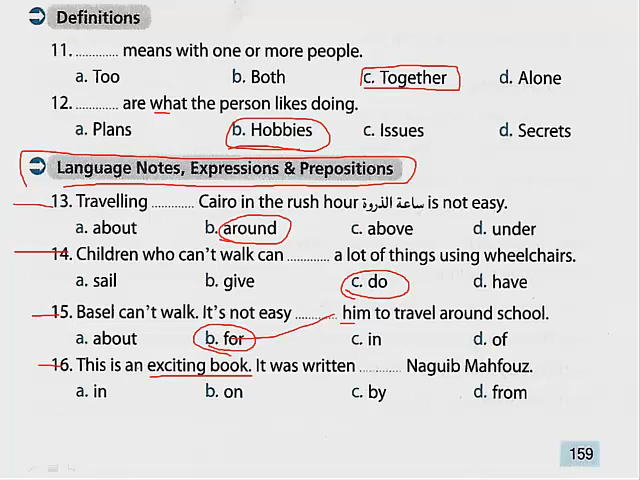 Definitions
11. ............ means with one or more people.
a. Too b. Both c. Together d. Alone
12. ............ are what the person likes doing.
a. Plans b. Hobbies c. Issues d. Secrets
Language Notes, Expressions & Prepositions
13. Travelling ............ Cairo in the rush hour ساعة الذروة is not easy.
a. about b. around c. above d. under
14. Children who can't walk can ............ a lot of things using wheelchairs.
a. sail b. give c. do d. have
15. Basel can't walk. It's not easy ............ him to travel around school.
a. about b. for c. in d. of
16. This is an exciting book. It was written ............ Naguib Mahfouz.
a. in b. on c. by d. from
159